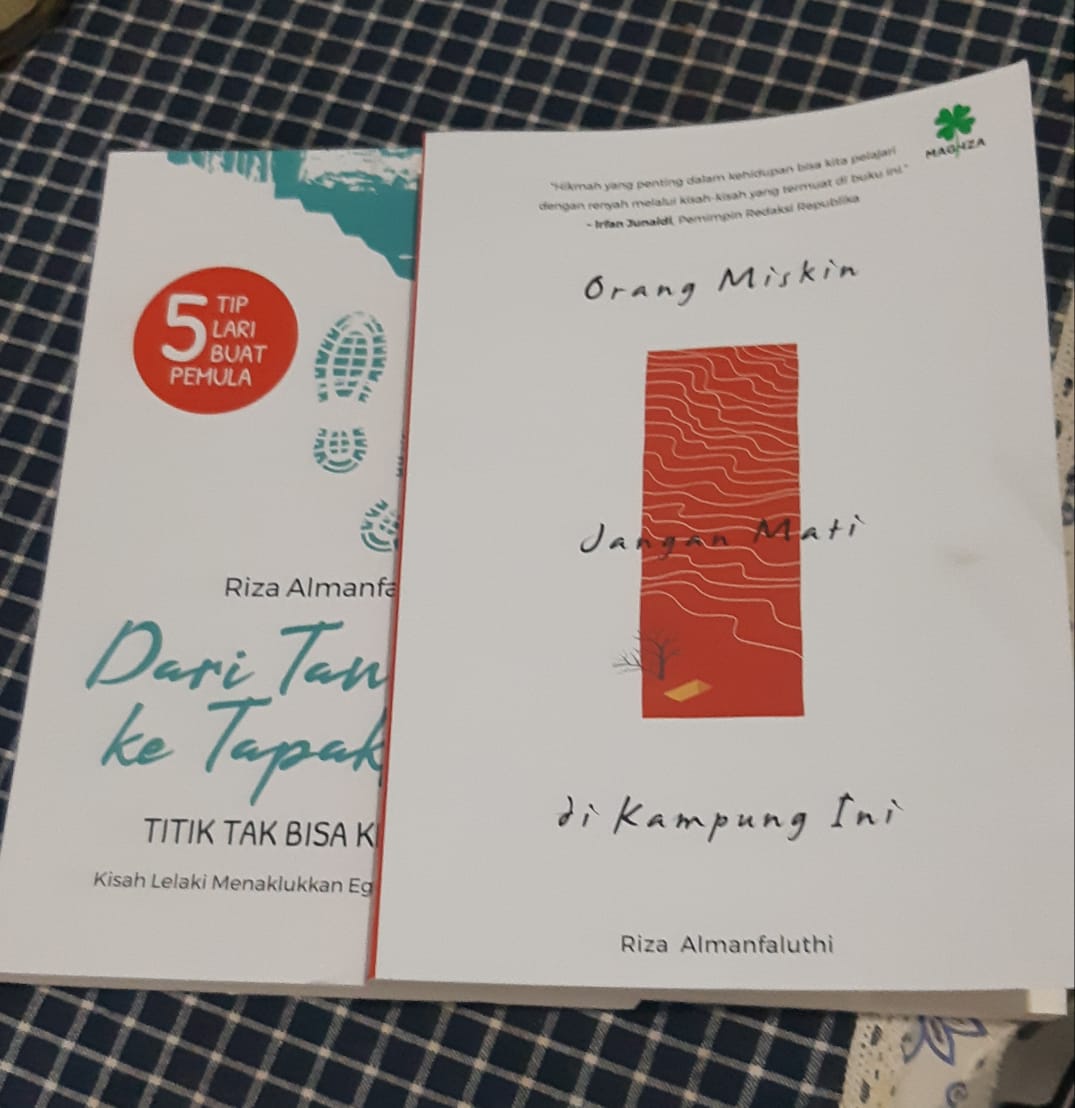 5 TIP
LARI
BUAT
PEMULA
Riza Almanfa
Dari Tan
ke Tapak
TITIK TAK BISA K
Kisah Lelaki Menaklukkan Eg
MAGHZA
"Hikmah yang penting dalam kehidupan bisa kita pelajari
dengan renyah melalui kisah-kisah yang termuat di buku ini."
- Irfan Junaidi, Pemimpin Redaksi Republika
Orang Miskin
Jangan Mati
di Kampung Ini
Riza Almanfaluthi